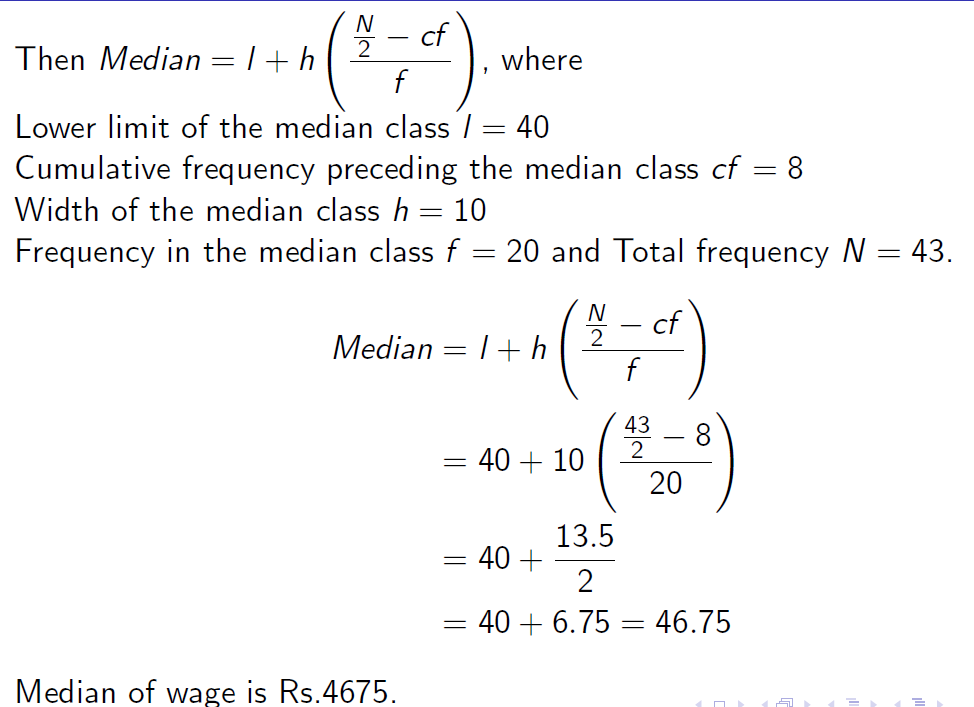 Then Median = l + h ( (N/2 − cf) / f ), where
Lower limit of the median class l = 40
Cumulative frequency preceding the median class cf = 8
Width of the median class h = 10
Frequency in the median class f = 20 and Total frequency N = 43.
Median = l + h ( (N/2 − cf) / f )
= 40 + 10 ( (43/2 − 8) / 20 )
= 40 + 13.5/2
= 40 + 6.75 = 46.75
Median of wage is Rs.4675.